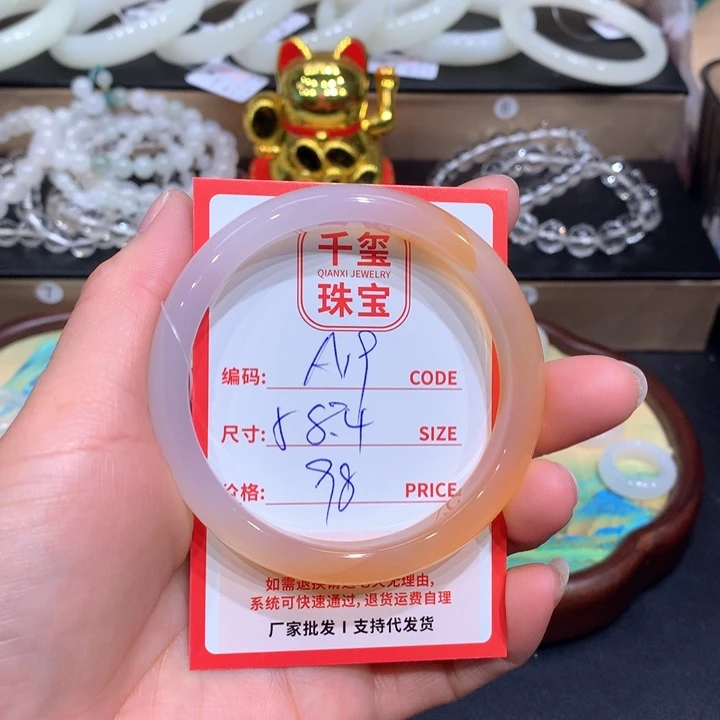 千玺
QIANXI JEWELRY
珠宝
编码: A19 CODE
尺寸: 58.4 SIZE
价格: 98 PRICE
系统可快速通过, 退货运费自理
厂家批发 I 支持代发货